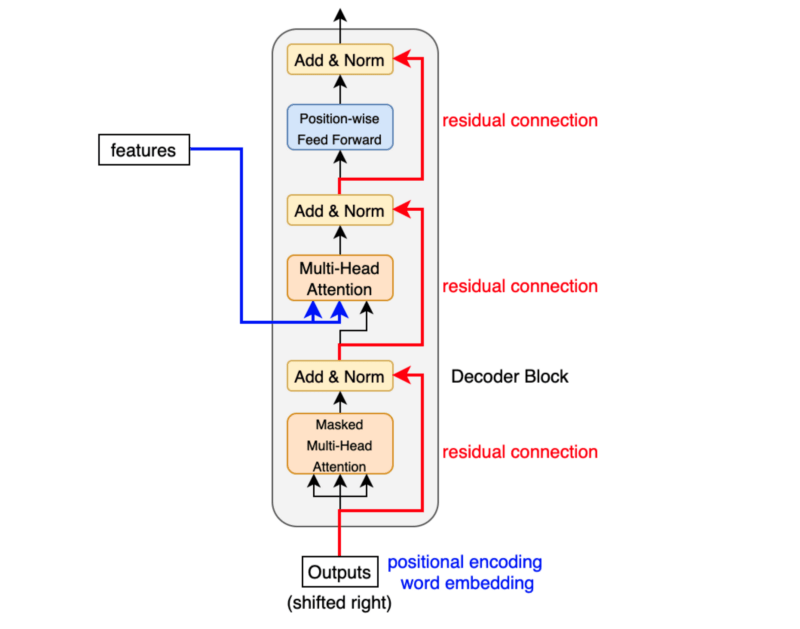 Add & Norm
Position-wise
Feed Forward
residual connection
features
Add & Norm
Multi-Head
Attention
residual connection
Add & Norm
Decoder Block
Masked
Multi-Head
Attention
residual connection
Outputs
(shifted right)
positional encoding
word embedding